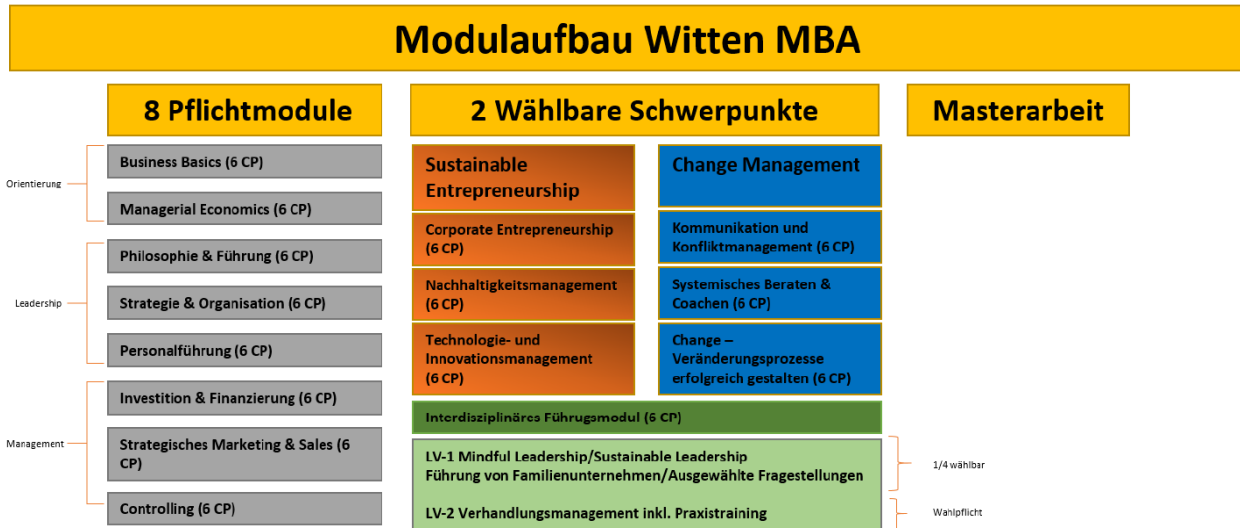 Modulaufbau Witten MBA
8 Pflichtmodule
Orientierung
Business Basics (6 CP)
Managerial Economics (6 CP)
Leadership
Philosophie & Führung (6 CP)
Strategie & Organisation (6 CP)
Personalführung (6 CP)
Management
Investition & Finanzierung (6 CP)
Strategisches Marketing & Sales (6
CP)
Controlling (6 CP)
2 Wählbare Schwerpunkte
Sustainable
Entrepreneurship
Corporate Entrepreneurship
(6 CP)
Nachhaltigkeitsmanagement
(6 CP)
Technologie- und
Innovationsmanagement
(6 CP)
Change Management
Kommunikation und
Konfliktmanagement (6 CP)
Systemisches Beraten &
Coachen (6 CP)
Change –
Veränderungsprozesse
erfolgreich gestalten (6 CP)
Interdisziplinäres Führugsmodul (6 CP)
LV-1 Mindful Leadership/Sustainable Leadership
Führung von Familienunternehmen/Ausgewählte Fragestellungen
1/4 wählbar
LV-2 Verhandlungsmanagement inkl. Praxistraining
Wahlpflicht
Masterarbeit